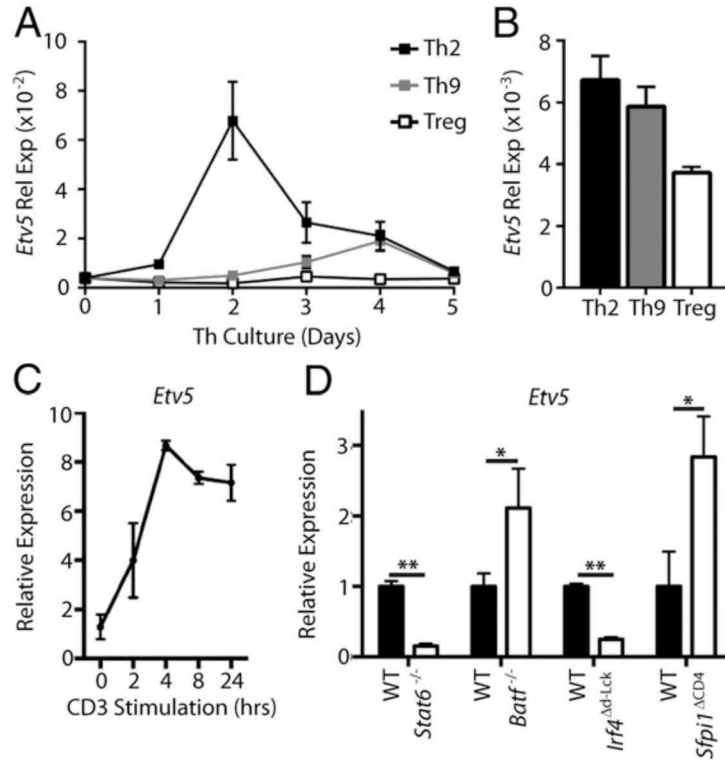 A
Etv5 Rel Exp (x10-2)
10
8
6
4
2
0
0 1 2 3 4 5
Th Culture (Days)
Th2
Th9
Treg
B
Etv5 Rel Exp (x10-3)
8
6
4
2
0
Th2 Th9 Treg
C
Etv5
Relative Expression
10
8
6
4
2
0
0 2 4 8 24
CD3 Stimulation (hrs)
D
Etv5
Relative Expression
3
2
1
0
**
*
**
*
WT
Stat6 -/-
WT
Batf -/-
WT
Irf4 Δd-Lck
WT
Sfpi1 ΔCD4